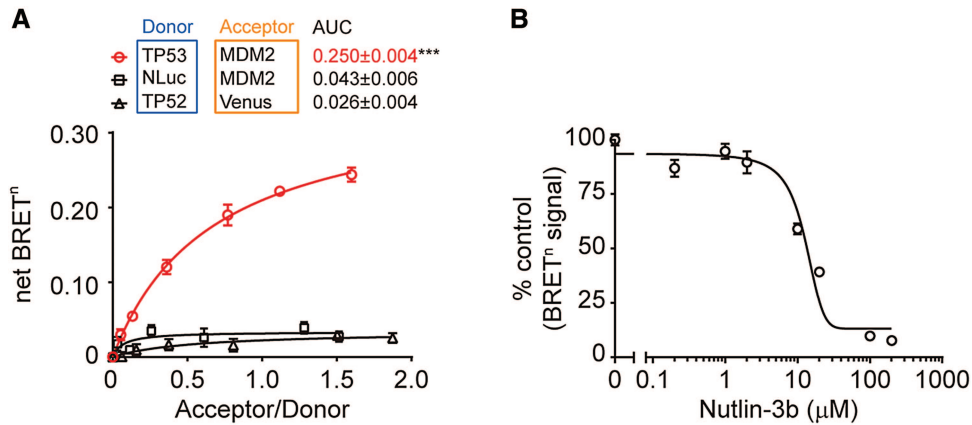 A
Donor Acceptor AUC
TP53 MDM2 0.250±0.004***
NLuc MDM2 0.043±0.006
TP52 Venus 0.026±0.004
0.30
0.20
0.10
0
net BRETⁿ
0 0.5 1.0 1.5 2.0
Acceptor/Donor
B
100
75
50
25
0
% control
(BRETⁿ signal)
0 0.1 1 10 100 1000
Nutlin-3b (μM)